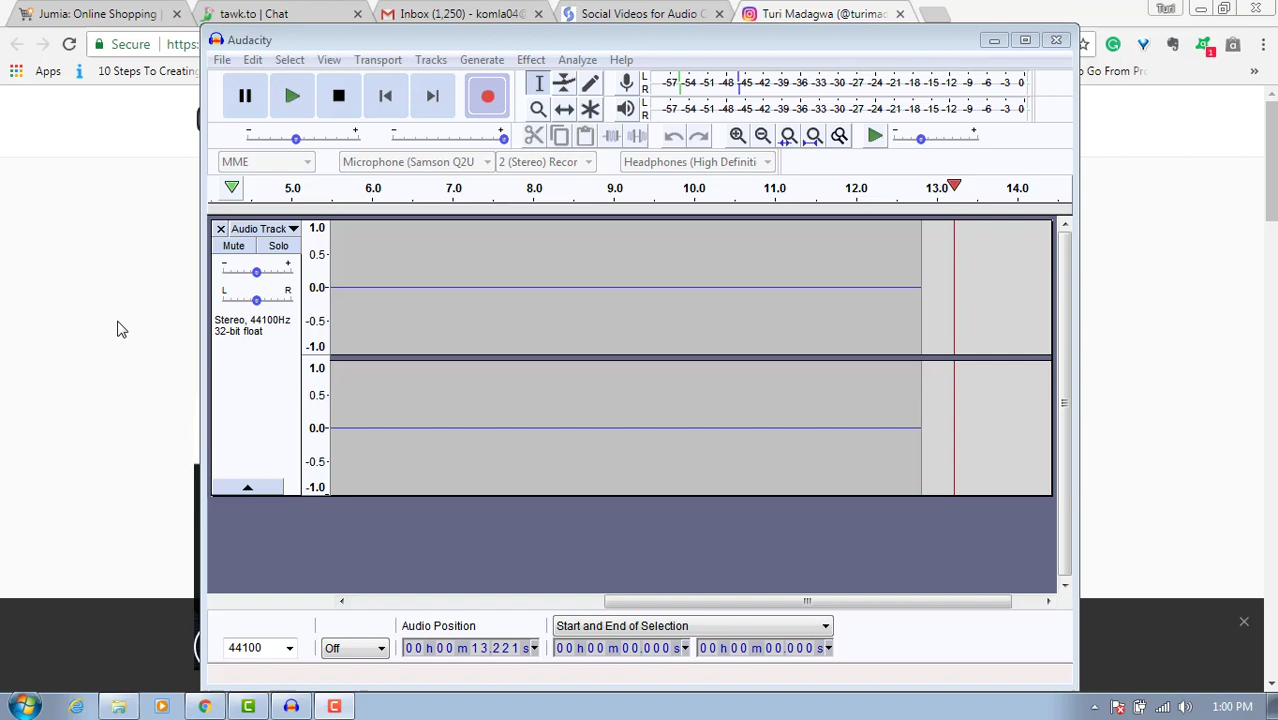 Jumia: Online Shopping
tawk.to | Chat
Inbox (1,250) - komla04@
Social Videos for Audio C
Turi Madagwa (@turimad
Turi
Secure
https:
1
Apps
10 Steps To Creating
o Go From Pro
Audacity
File Edit Select View Transport Tracks Generate Effect Analyze Help
L
R
-57 -54 -51 -48 -45 -42 -39 -36 -33 -30 -27 -24 -21 -18 -15 -12 -9 -6 -3 0
L
R
-57 -54 -51 -48 -45 -42 -39 -36 -33 -30 -27 -24 -21 -18 -15 -12 -9 -6 -3 0
- + - + - +
MME
Microphone (Samson Q2U
2 (Stereo) Recor
Headphones (High Definiti
5.0 6.0 7.0 8.0 9.0 10.0 11.0 12.0 13.0 14.0
Audio Track
Mute Solo
- +
L R
Stereo, 44100Hz
32-bit float
1.0
0.5
0.0
-0.5
-1.0
1.0
0.5
0.0
-0.5
-1.0
Audio Position
Start and End of Selection
44100
Off
00 h 00 m 13.221 s
00 h 00 m 00.000 s
00 h 00 m 00.000 s
1:00 PM